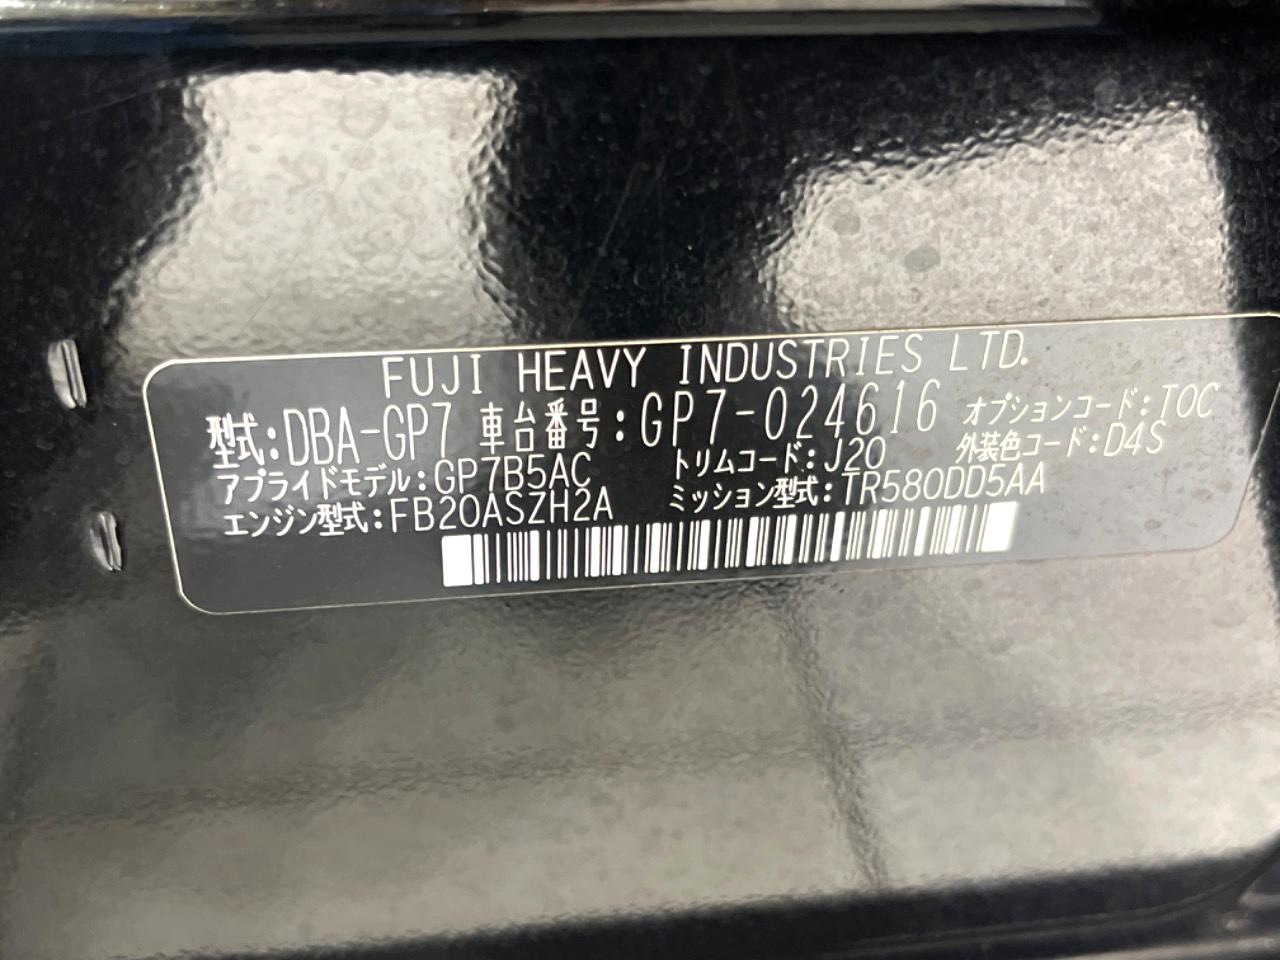 FUJI HEAVY INDUSTRIES LTD.
型式:DBA-GP7 車台番号:GP7-024616 オプションコード:TOC
アプライドモデル:GP7B5AC トリムコード:J20 外装色コード:D4S
エンジン型式:FB20ASZH2A ミッション型式:TR580DD5AA